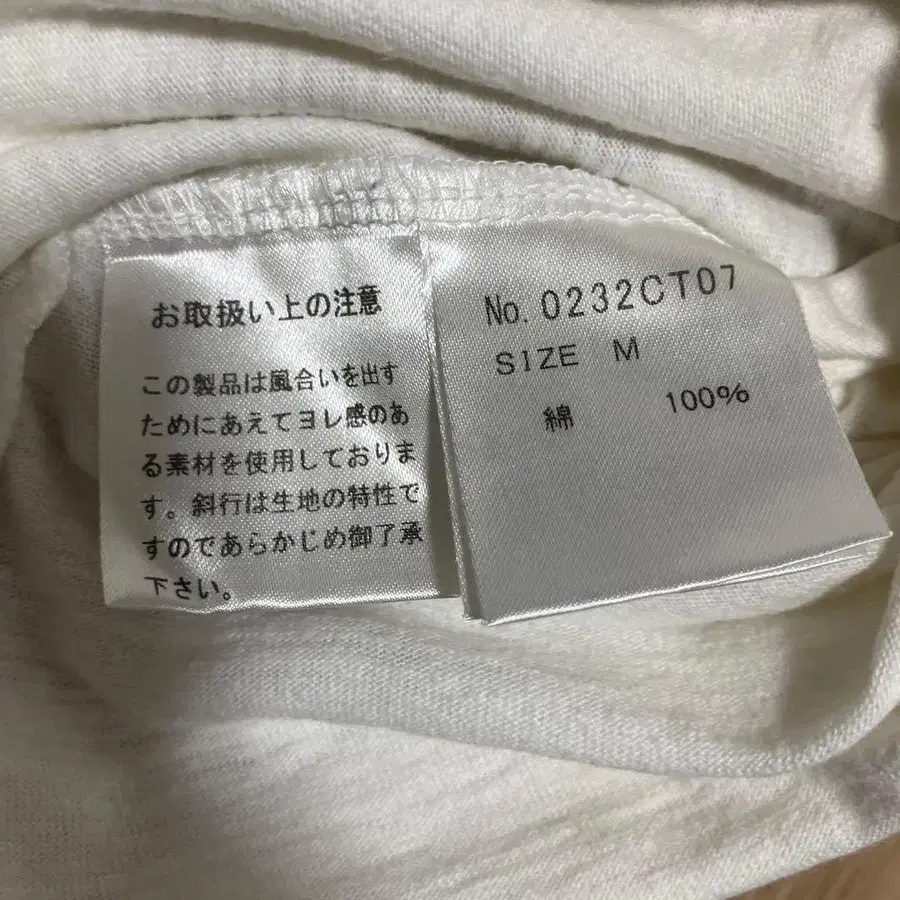 お取扱い上の注意
この製品は風合いを出す
ためにあえてヨレ感のあ
る素材を使用しておりま
す。斜行は生地の特性で
すのであらかじめ御了承
下さい。
No. 0232CT07
SIZE M
綿 100%